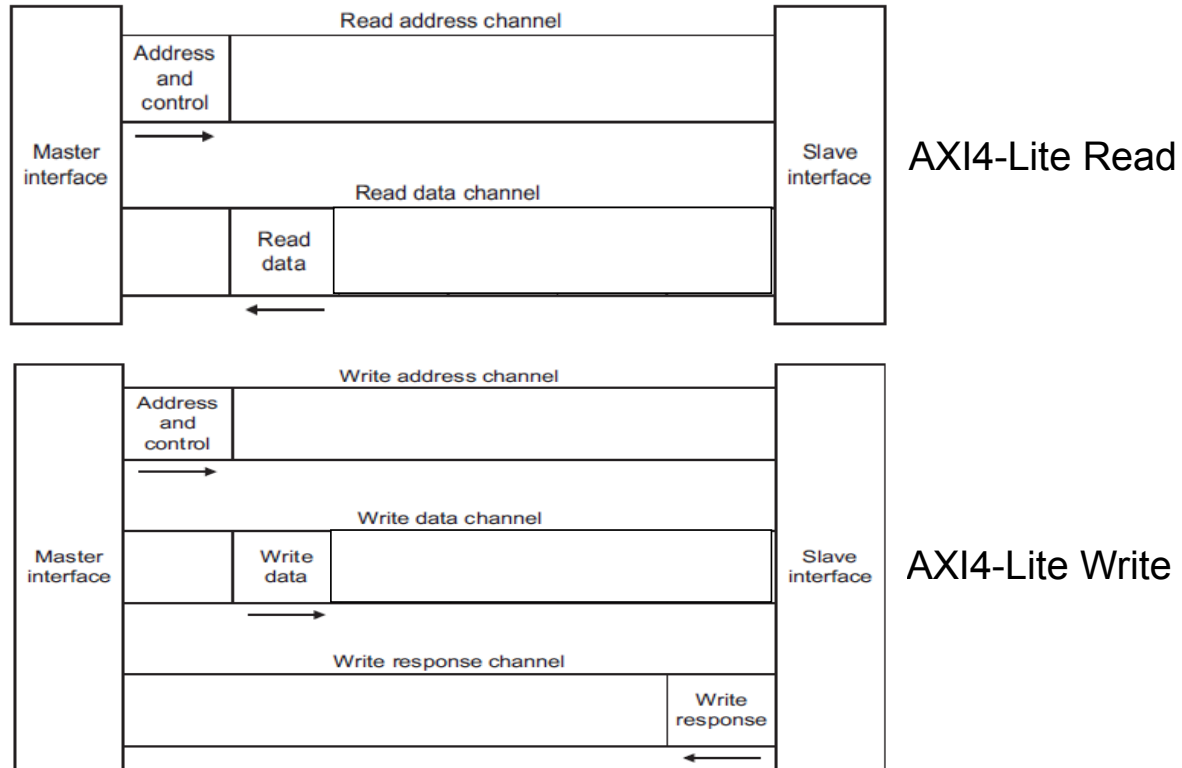 Read address channel
Address
and
control
Master
interface
Slave
interface
AXI4-Lite Read
Read data channel
Read
data
Write address channel
Address
and
control
Write data channel
Master
interface
Write
data
Slave
interface
AXI4-Lite Write
Write response channel
Write
response